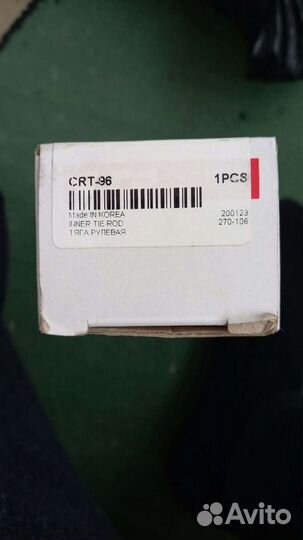 CRT-96 1PCS
Made IN KOREA 200123
INNER TIE ROD 270-106
ТЯГА РУЛЕВАЯ
Avito